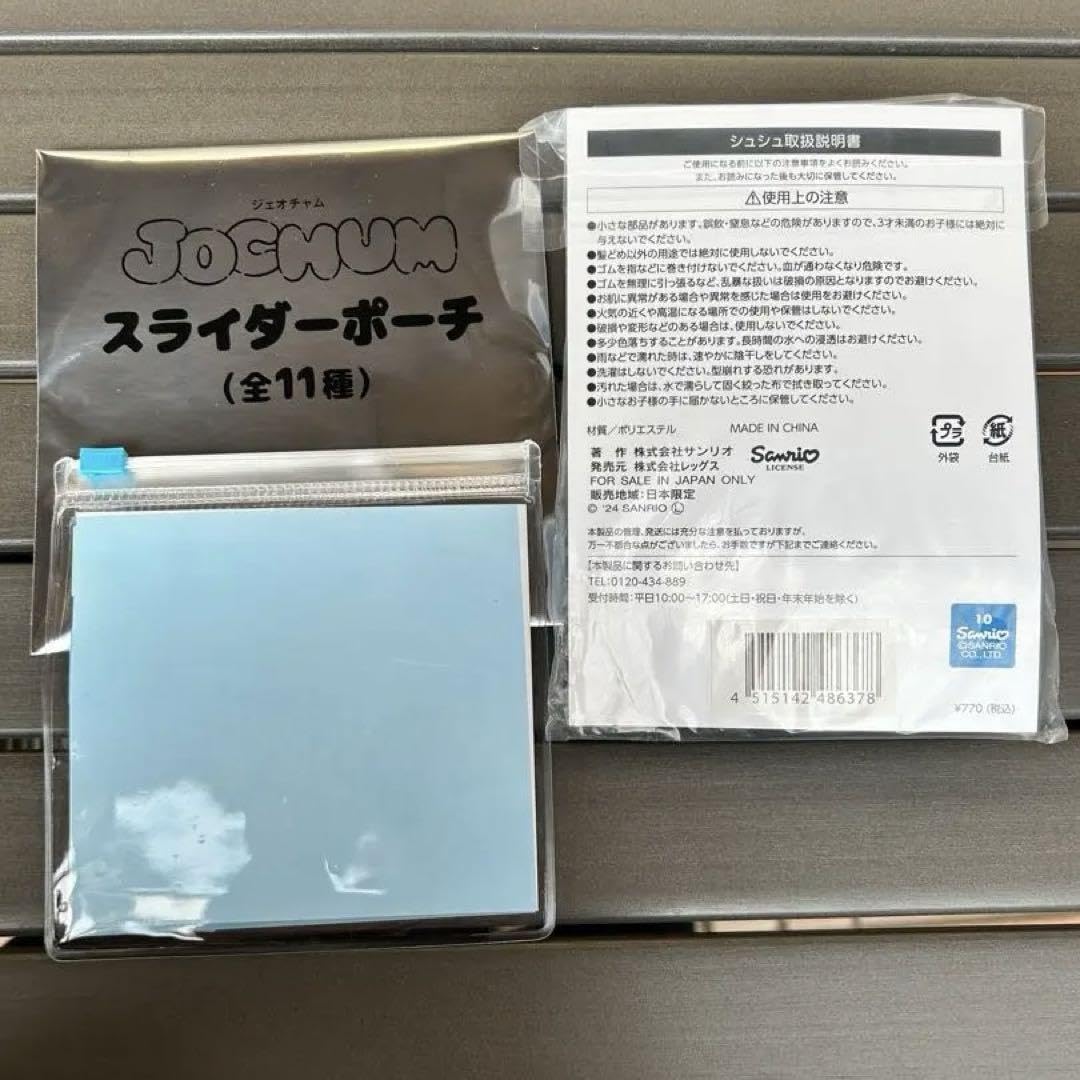 ジェオチャム
JOCHUM
スライダーポーチ
(全11種)
シュシュ取扱説明書
ご使用になる前に以下の注意事項をよくお読みください。
また、お読みになった後も大切に保管してください。
⚠使用上の注意
●小さな部品があります。誤飲・窒息などの危険がありますので、3才未満のお子様には絶対に
与えないでください。
●髪どめ以外の用途では絶対に使用しないでください。
●ゴムを指などに巻き付けないでください。血が通わなくなり危険です。
●ゴムを無理に引っ張るなど、乱暴な扱いは破損の原因となりますのでお避けください。
●お肌に異常がある場合や異常を感じた場合は使用をお避けください。
●火気の近くや高温になる場所での使用や保管はしないでください。
●破損や変形などのある場合は、使用しないでください。
●多少色落ちすることがあります。長時間の水への浸透はお避けください。
●雨などで濡れた時は、速やかに陰干しをしてください。
●洗濯はしないでください。型崩れする恐れがあります。
●汚れた場合は、水で濡らして固く絞った布で拭き取ってください。
●小さなお子様の手に届かないところに保管してください。
材質/ポリエステル MADE IN CHINA
プラ 紙
外袋 台紙
著 作 株式会社サンリオ Sanrio
発売元 株式会社レッグス LICENSE
FOR SALE IN JAPAN ONLY
販売地域:日本限定
© '24 SANRIO Ⓛ
本製品の管理、発送には充分な注意を払っておりますが、
万一不都合な点がございましたら、お手数ですが下記までご連絡ください。
【本製品に関するお問い合わせ先】
TEL:0120-434-889
受付時間:平日10:00〜17:00(土日・祝日・年末年始を除く)
10
Sanrio
©SANRIO
CO., LTD.
4 515142 486378
¥770(税込)